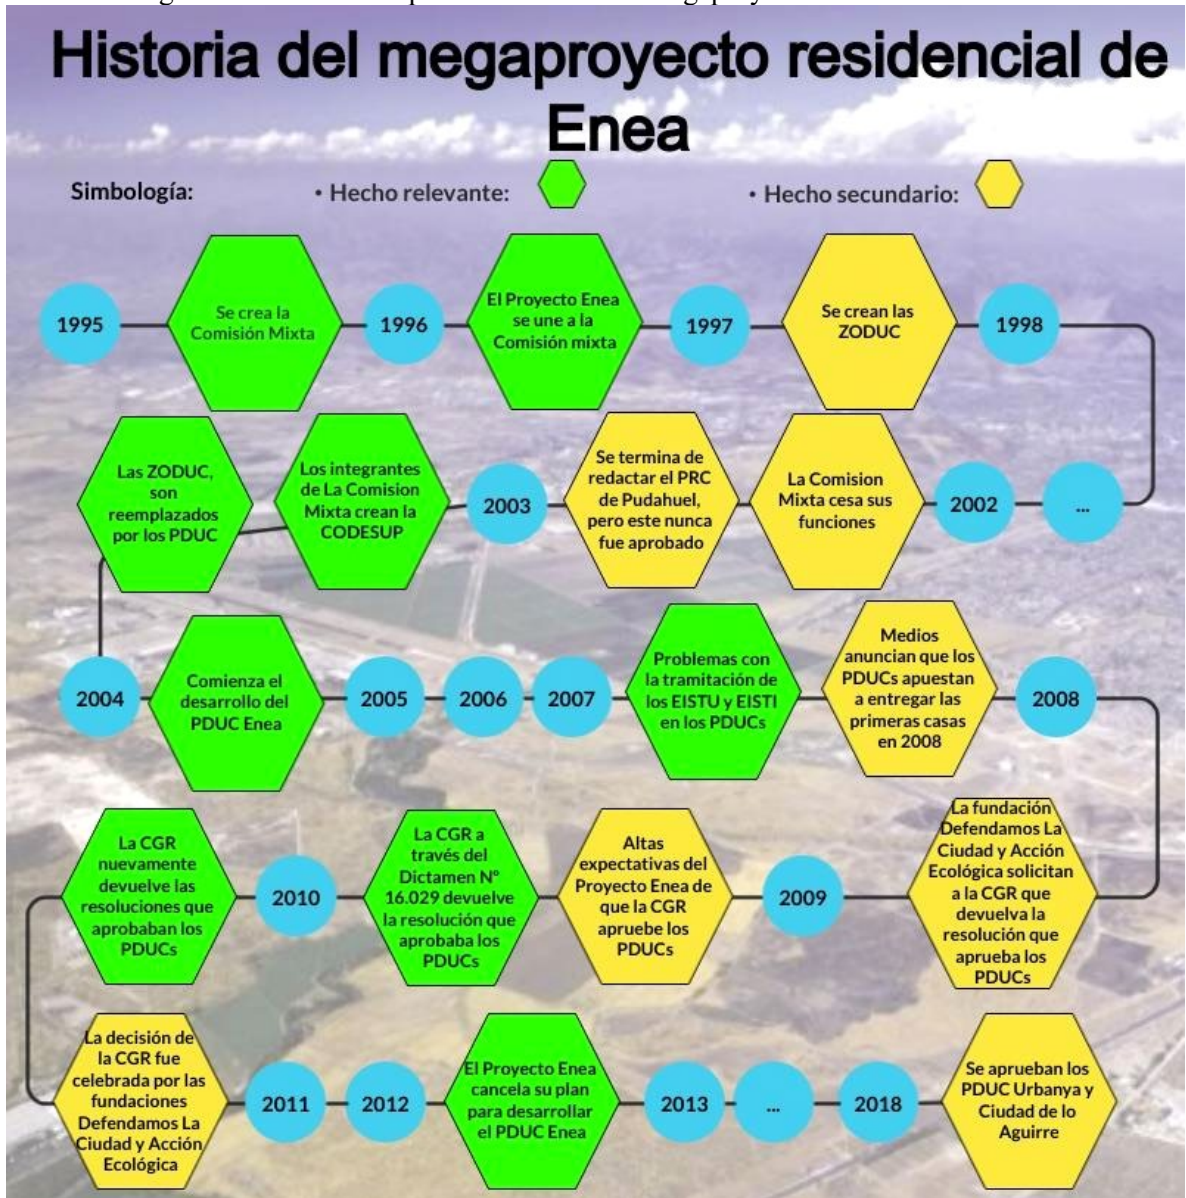 Historia del megaproyecto residencial de
Enea
Simbología:
• Hecho relevante:
• Hecho secundario:
1995
Se crea la
Comisión Mixta
1996
El Proyecto Enea
se une a la
Comisión mixta
1997
Se crean las
ZODUC
1998
...
2002
La Comision
Mixta cesa sus
funciones
Se termina de
redactar el PRC
de Pudahuel,
pero este nunca
fue aprobado
2003
Los integrantes
de La Comision
Mixta crean la
CODESUP
Las ZODUC,
son
reemplazados
por los PDUC
2004
Comienza el
desarrollo del
PDUC Enea
2005
2006
2007
Problemas con
la tramitación de
los EISTU y EISTI
en los PDUCs
Medios
anuncian que los
PDUCs apuestan
a entregar las
primeras casas
en 2008
2008
La fundación
Defendamos La
Ciudad y Acción
Ecológica solicitan
a la CGR que
devuelva la
resolución que
aprueba los
PDUCs
2009
Altas
expectativas del
Proyecto Enea de
que la CGR
apruebe los
PDUCs
La CGR a
través del
Dictamen N°
16.029 devuelve
la resolución que
aprobaba los
PDUCs
2010
La CGR
nuevamente
devuelve las
resoluciones que
aprobaban los
PDUCs
La decisión de
la CGR fue
celebrada por las
fundaciones
Defendamos La
Ciudad y Acción
Ecológica
2011
2012
El Proyecto Enea
cancela su plan
para desarrollar
el PDUC Enea
2013
...
2018
Se aprueban los
PDUC Urbanya y
Ciudad de lo
Aguirre